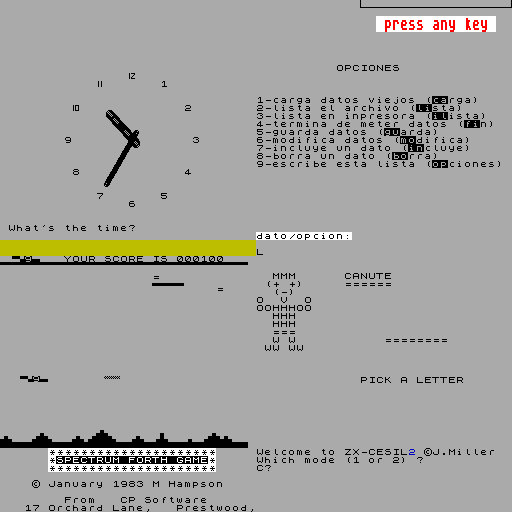 press any key
12
11 1
10 2
9 3
8 4
7 5
6
What's the time?
OPCIONES
1-carga datos viejos (carga)
2-lista el archivo (lista)
3-lista en impresora (ilista)
4-termina de meter datos (fin)
5-guarda datos (guarda)
6-modifica datos (modifica)
7-incluye un dato (incluye)
8-borra un dato (borra)
9-escribe esta lista (opciones)
dato/opcion:
L
YOUR SCORE IS 000100
=
=
SPECTRUM FORTH GAME
© January 1983 M Hampson
From CP Software
17 Orchard Lane, Prestwood,
MMM
(+ +)
(-)
O V O
OOHHHOO
HHH
HHH
===
W W
WW WW
CANUTE
======
========
PICK A LETTER
Welcome to ZX-CESIL2 ©J.Miller
Which mode (1 or 2) ?
C?